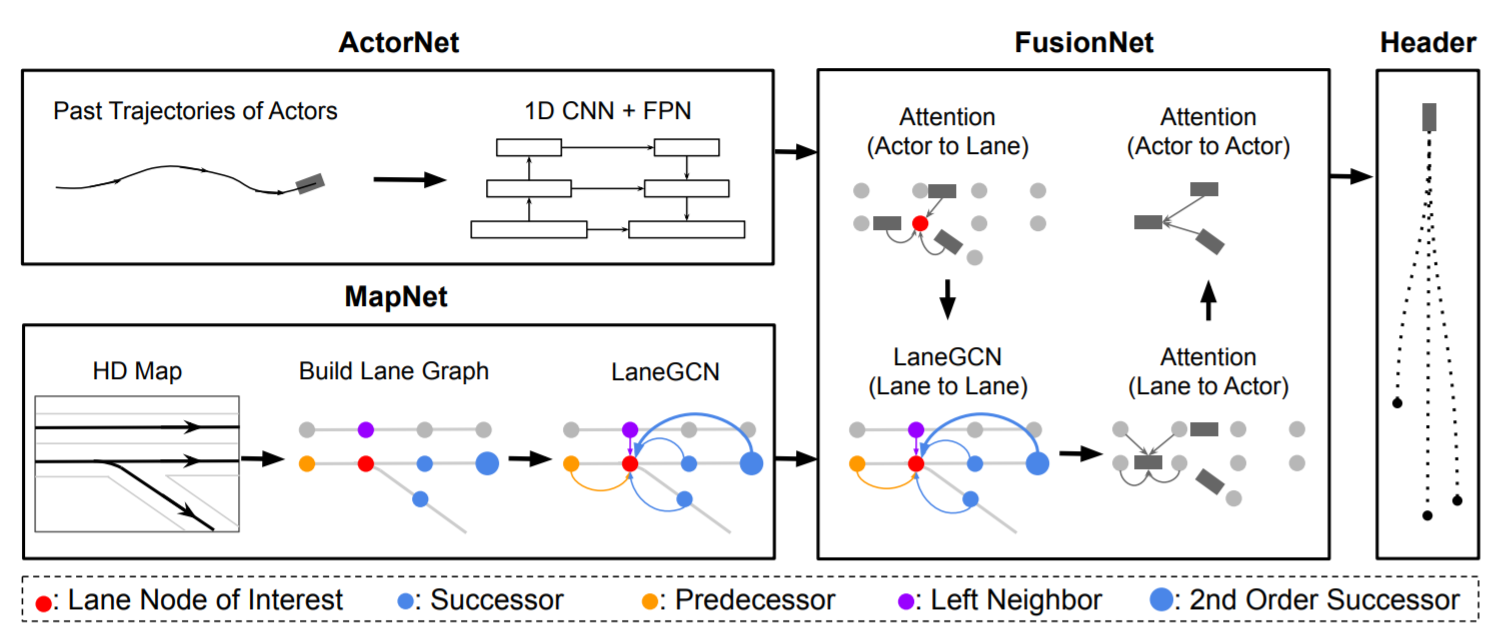 ActorNet
Past Trajectories of Actors
1D CNN + FPN
MapNet
HD Map
Build Lane Graph
LaneGCN
FusionNet
Attention
(Actor to Lane)
Attention
(Actor to Actor)
LaneGCN
(Lane to Lane)
Attention
(Lane to Actor)
Header
: Lane Node of Interest
: Successor
: Predecessor
: Left Neighbor
: 2nd Order Successor